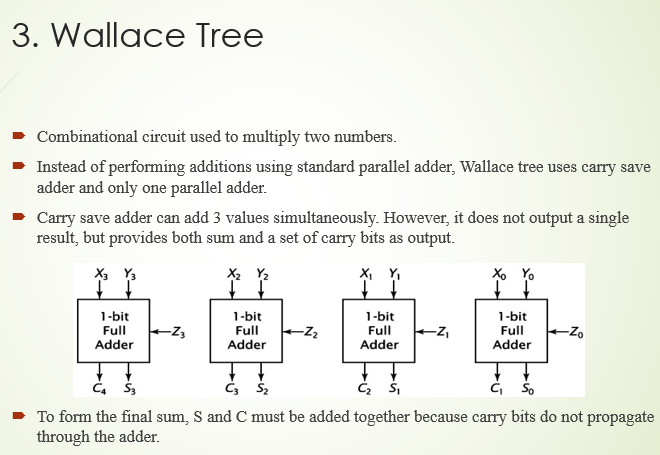 3. Wallace Tree
Combinational circuit used to multiply two numbers.
Instead of performing additions using standard parallel adder, Wallace tree uses carry save
adder and only one parallel adder.
Carry save adder can add 3 values simultaneously. However, it does not output a single
result, but provides both sum and a set of carry bits as output.
X₃ Y₃ X₂ Y₂ X₁ Y₁ X₀ Y₀
1-bit 1-bit 1-bit 1-bit
Full Z₃ Full Z₂ Full Z₁ Full Z₀
Adder Adder Adder Adder
C₄ S₃ C₃ S₂ C₂ S₁ C₁ S₀
To form the final sum, S and C must be added together because carry bits do not propagate
through the adder.